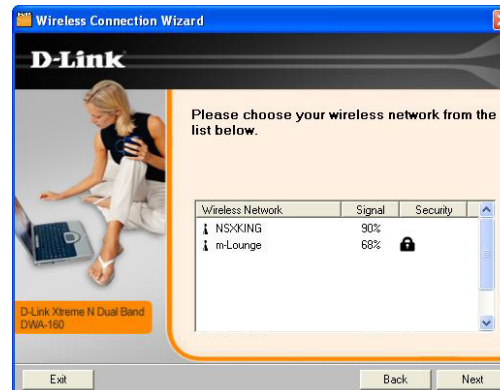 Wireless Connection Wizard
D-Link
Please choose your wireless network from the
list below.
Wireless Network Signal Security
NSXKING 90%
m-Lounge 68%
D-Link Xtreme N Dual Band
DWA-160
Exit Back Next